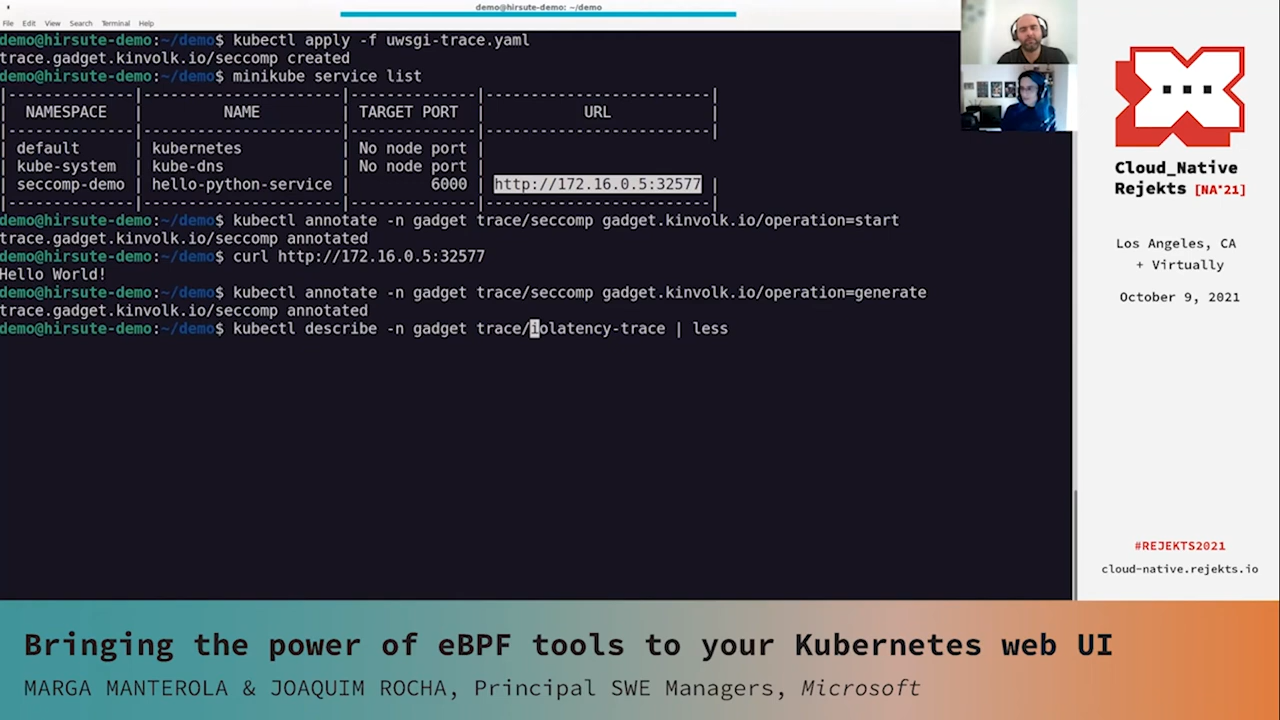 demo@hirsute-demo: ~/demo
File Edit View Search Terminal Help
demo@hirsute-demo:~/demo$ kubectl apply -f uwsgi-trace.yaml
trace.gadget.kinvolk.io/seccomp created
demo@hirsute-demo:~/demo$ minikube service list
|--------------|----------------------|--------------|-------------------------|
| NAMESPACE | NAME | TARGET PORT | URL
|--------------|----------------------|--------------|-------------------------|
| default | kubernetes | No node port |
| kube-system | kube-dns | No node port |
| seccomp-demo | hello-python-service | 6000 | http://172.16.0.5:32577 |
|--------------|----------------------|--------------|-------------------------|
demo@hirsute-demo:~/demo$ kubectl annotate -n gadget trace/seccomp gadget.kinvolk.io/operation=start
trace.gadget.kinvolk.io/seccomp annotated
demo@hirsute-demo:~/demo$ curl http://172.16.0.5:32577
Hello World!
demo@hirsute-demo:~/demo$ kubectl annotate -n gadget trace/seccomp gadget.kinvolk.io/operation=generate
trace.gadget.kinvolk.io/seccomp annotated
demo@hirsute-demo:~/demo$ kubectl describe -n gadget trace/iolatency-trace | less
Cloud_Native
Rejekts [NA'21]
Los Angeles, CA
+ Virtually
October 9, 2021
#REJEKTS2021
cloud-native.rejekts.io
Bringing the power of eBPF tools to your Kubernetes web UI
MARGA MANTEROLA & JOAQUIM ROCHA, Principal SWE Managers, Microsoft